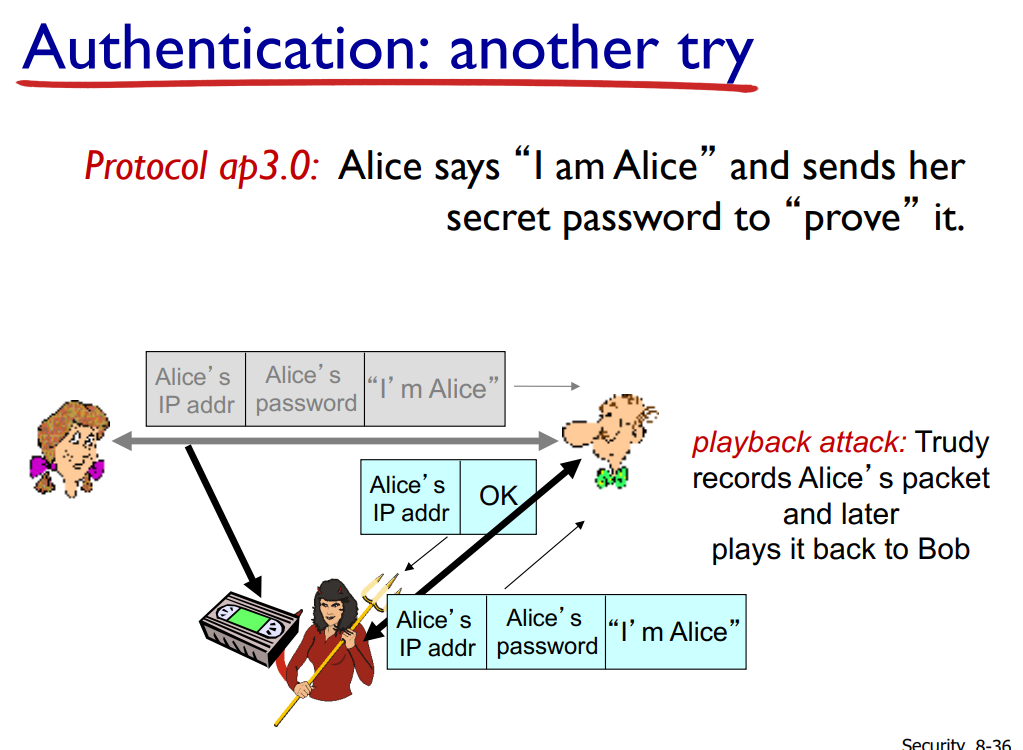 Authentication: another try
Protocol ap3.0: Alice says “I am Alice” and sends her
secret password to “prove” it.
Alice’s
IP addr
Alice’s
password
“I’m Alice”
Alice’s
IP addr
OK
playback attack: Trudy
records Alice’s packet
and later
plays it back to Bob
Alice’s
IP addr
Alice’s
password
“I’m Alice”
Security 8-36